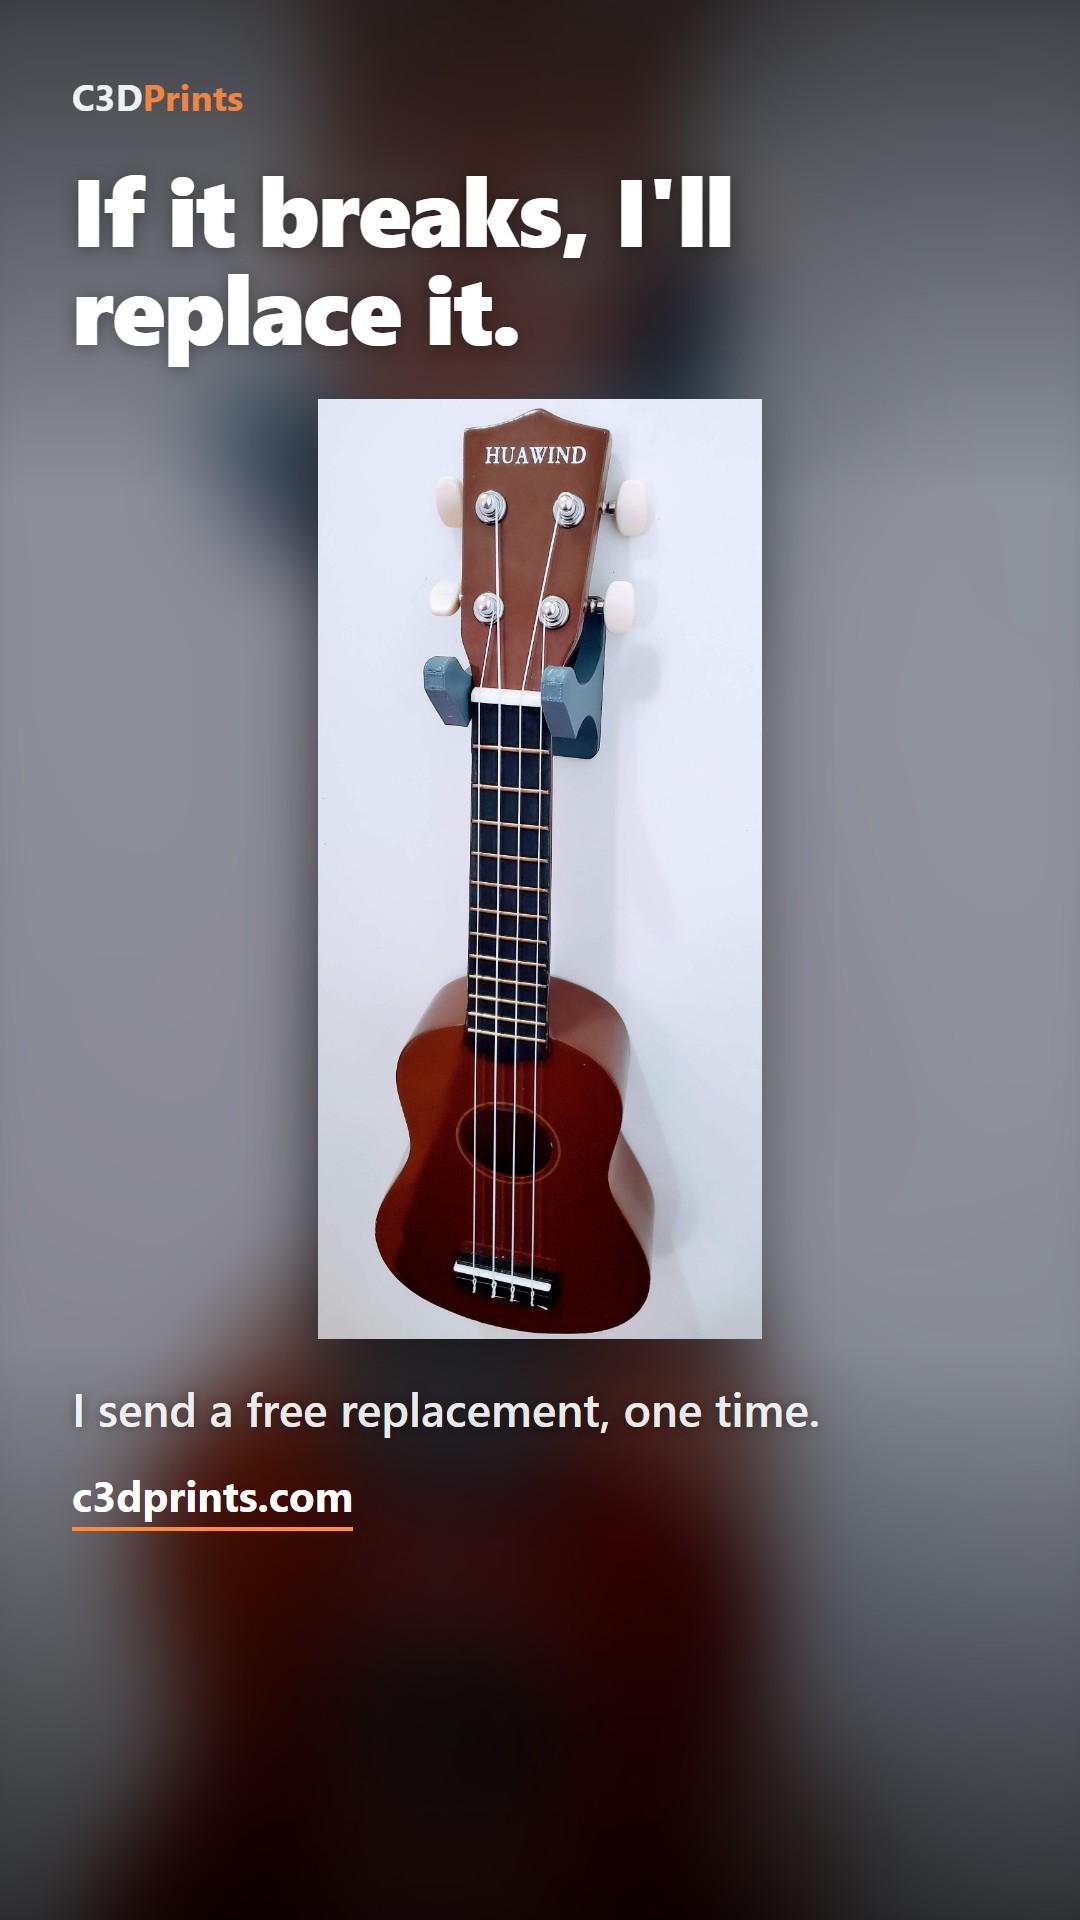 C3DPrints
If it breaks, I'll
replace it.
HUAWIND
I send a free replacement, one time.
c3dprints.com